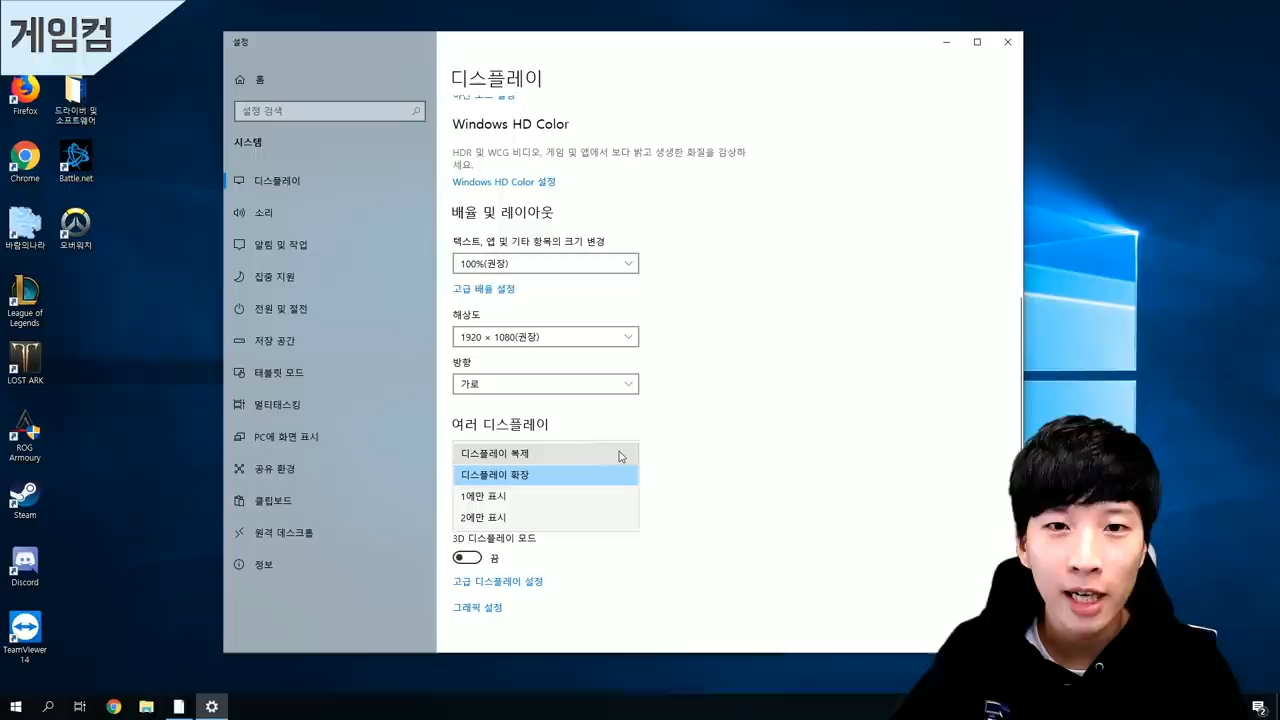 게임컴
Firefox
드라이버 및
소프트웨어
Chrome
Battle.net
바람의나라
오버워치
League of
Legends
LOST ARK
ROG
Armoury
Steam
Discord
TeamViewer
14
설정
홈
설정 검색
시스템
디스플레이
소리
알림 및 작업
집중 지원
전원 및 절전
저장 공간
태블릿 모드
멀티태스킹
PC에 화면 표시
공유 환경
클립보드
원격 데스크톱
정보
디스플레이
Windows HD Color
HDR 및 WCG 비디오, 게임 및 앱에서 보다 밝고 생생한 화질을 감상하
세요.
Windows HD Color 설정
배율 및 레이아웃
텍스트, 앱 및 기타 항목의 크기 변경
100%(권장)
고급 배율 설정
해상도
1920 × 1080(권장)
방향
가로
여러 디스플레이
디스플레이 복제
디스플레이 확장
1에만 표시
2에만 표시
3D 디스플레이 모드
끔
고급 디스플레이 설정
그래픽 설정
2